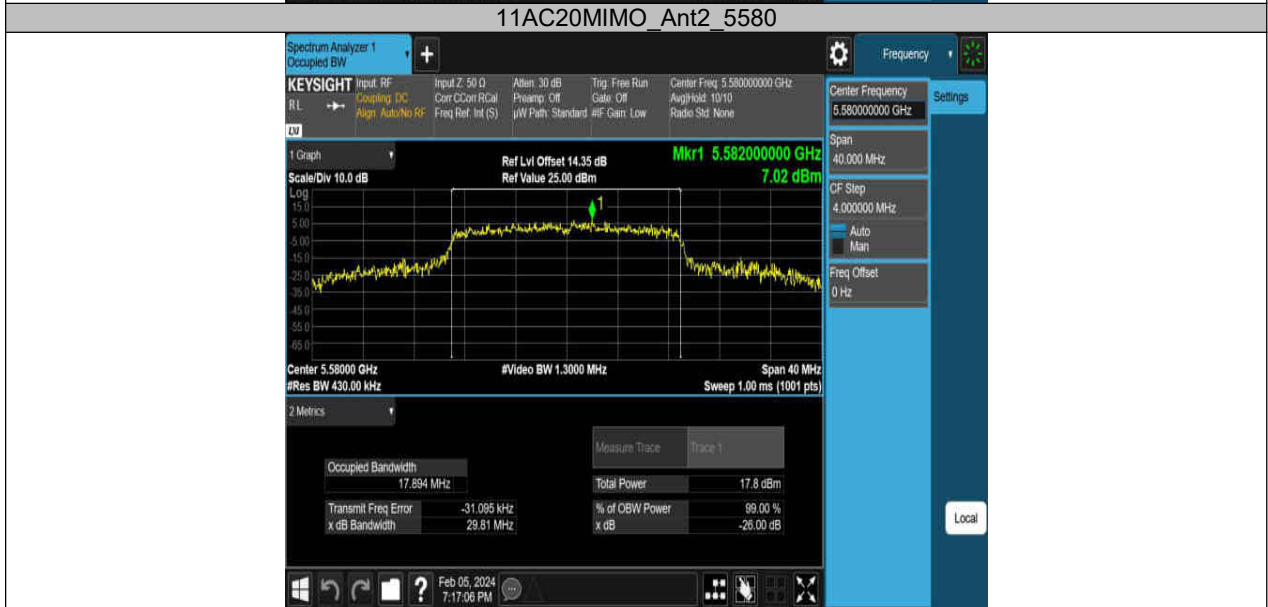 11AC20MIMO_Ant2_5580
Spectrum Analyzer 1
Occupied BW
+
Frequency
KEYSIGHT
RL
LXI
Input: RF
Coupling: DC
Align: Auto/No RF
Input Z: 50 Ω
Corr CCorr RCal
Freq Ref: Int (S)
Atten: 30 dB
Preamp: Off
µW Path: Standard
Trig: Free Run
Gate: Off
#IF Gain: Low
Center Freq: 5.580000000 GHz
Avg|Hold: 10/10
Radio Std: None
Center Frequency
5.580000000 GHz
Settings
Span
40.000 MHz
CF Step
4.000000 MHz
Auto
Man
Freq Offset
0 Hz
Local
1 Graph
Scale/Div 10.0 dB
Ref Lvl Offset 14.35 dB
Ref Value 25.00 dBm
Mkr1 5.582000000 GHz
7.02 dBm
Log
15.0
5.00
-5.00
-15.0
-25.0
-35.0
-45.0
-55.0
-65.0
1
Center 5.58000 GHz
#Video BW 1.3000 MHz
Span 40 MHz
#Res BW 430.00 kHz
Sweep 1.00 ms (1001 pts)
2 Metrics
Measure Trace
Trace 1
Occupied Bandwidth
17.894 MHz
Total Power
17.8 dBm
Transmit Freq Error
-31.095 kHz
% of OBW Power
99.00 %
x dB Bandwidth
29.81 MHz
x dB
-26.00 dB
?
Feb 05, 2024
7:17:06 PM